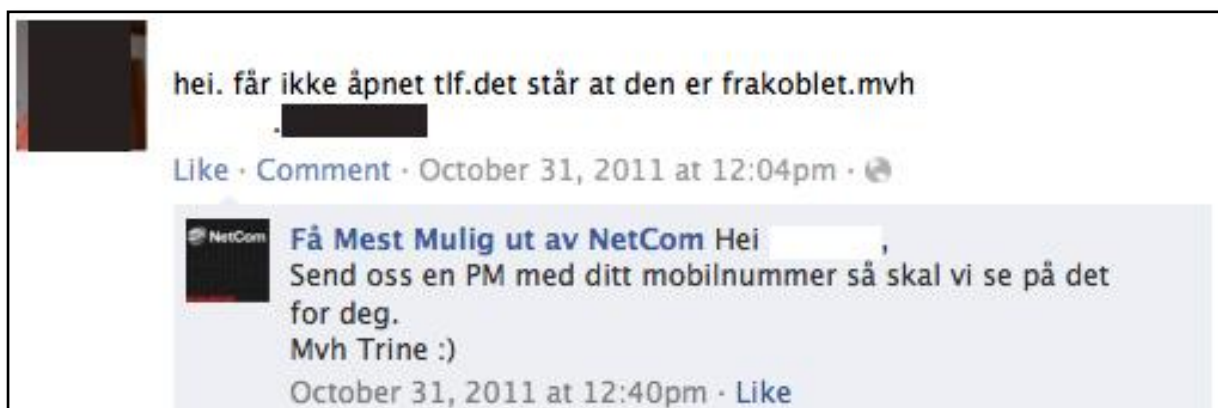 hei. får ikke åpnet tlf.det står at den er frakoblet.mvh
.
Like · Comment · October 31, 2011 at 12:04pm ·
NetCom
Få Mest Mulig ut av NetCom Hei ,
Send oss en PM med ditt mobilnummer så skal vi se på det
for deg.
Mvh Trine :)
October 31, 2011 at 12:40pm · Like